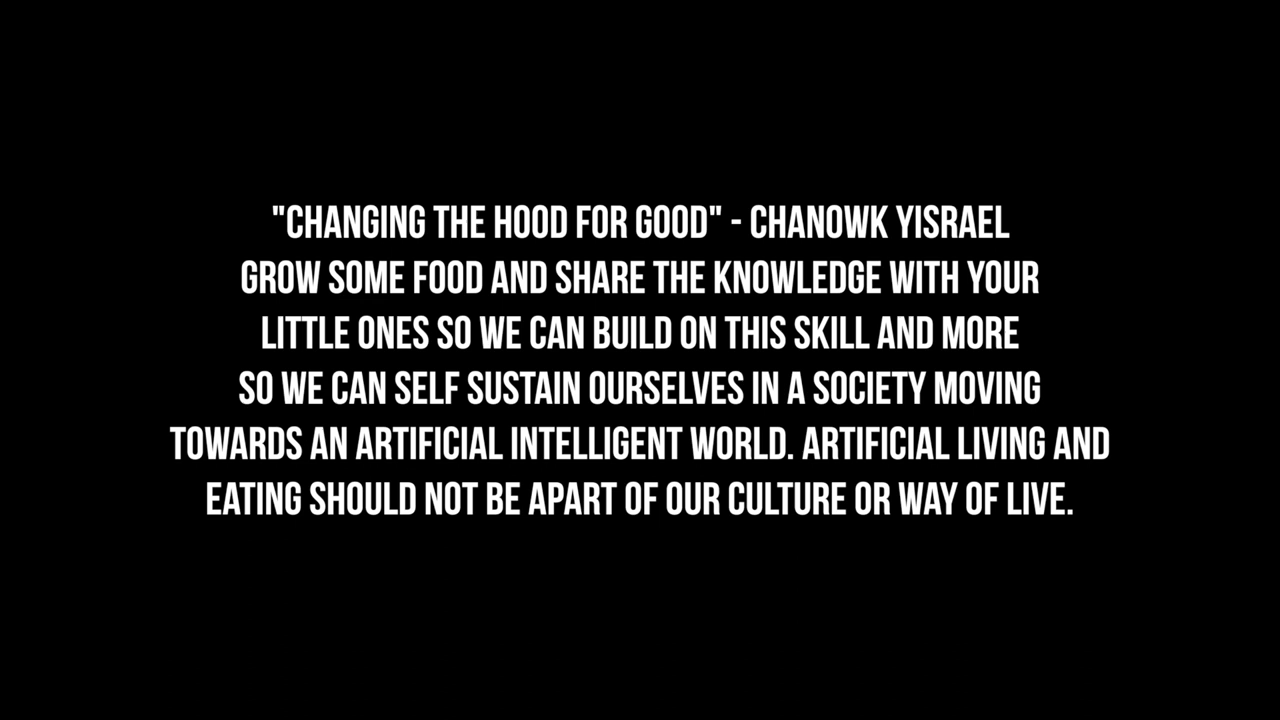 "CHANGING THE HOOD FOR GOOD" - CHANOWK YISRAEL
GROW SOME FOOD AND SHARE THE KNOWLEDGE WITH YOUR
LITTLE ONES SO WE CAN BUILD ON THIS SKILL AND MORE
SO WE CAN SELF SUSTAIN OURSELVES IN A SOCIETY MOVING
TOWARDS AN ARTIFICIAL INTELLIGENT WORLD. ARTIFICIAL LIVING AND
EATING SHOULD NOT BE APART OF OUR CULTURE OR WAY OF LIVE.